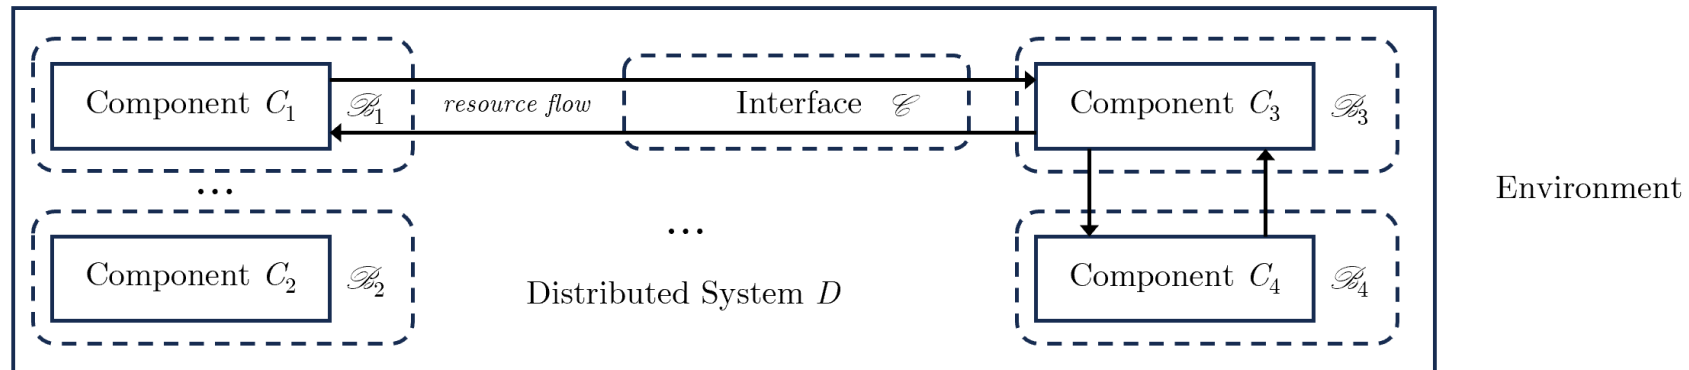 Component C₁ ℬ₁ resource flow Interface 𝒞 Component C₃ ℬ₃
...
Environment
...
Component C₂ ℬ₂ Distributed System D Component C₄ ℬ₄